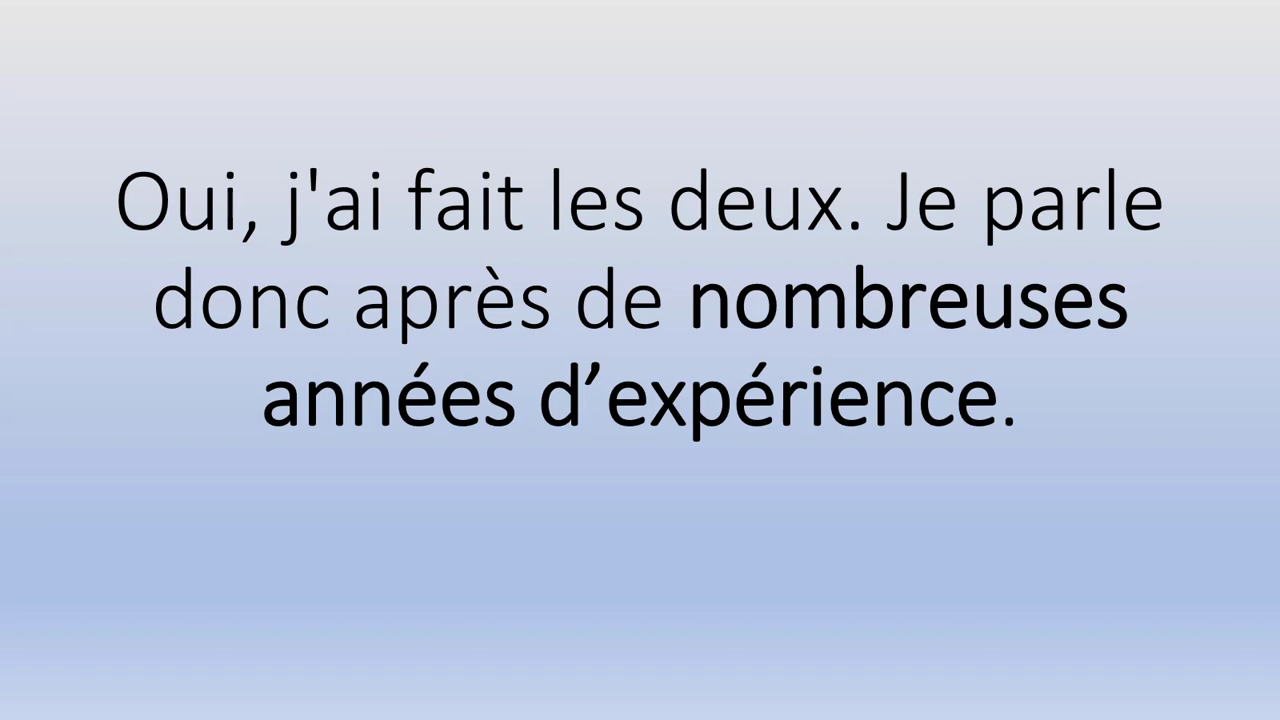 Oui, j'ai fait les deux. Je parle
donc après de nombreuses
années d’expérience.